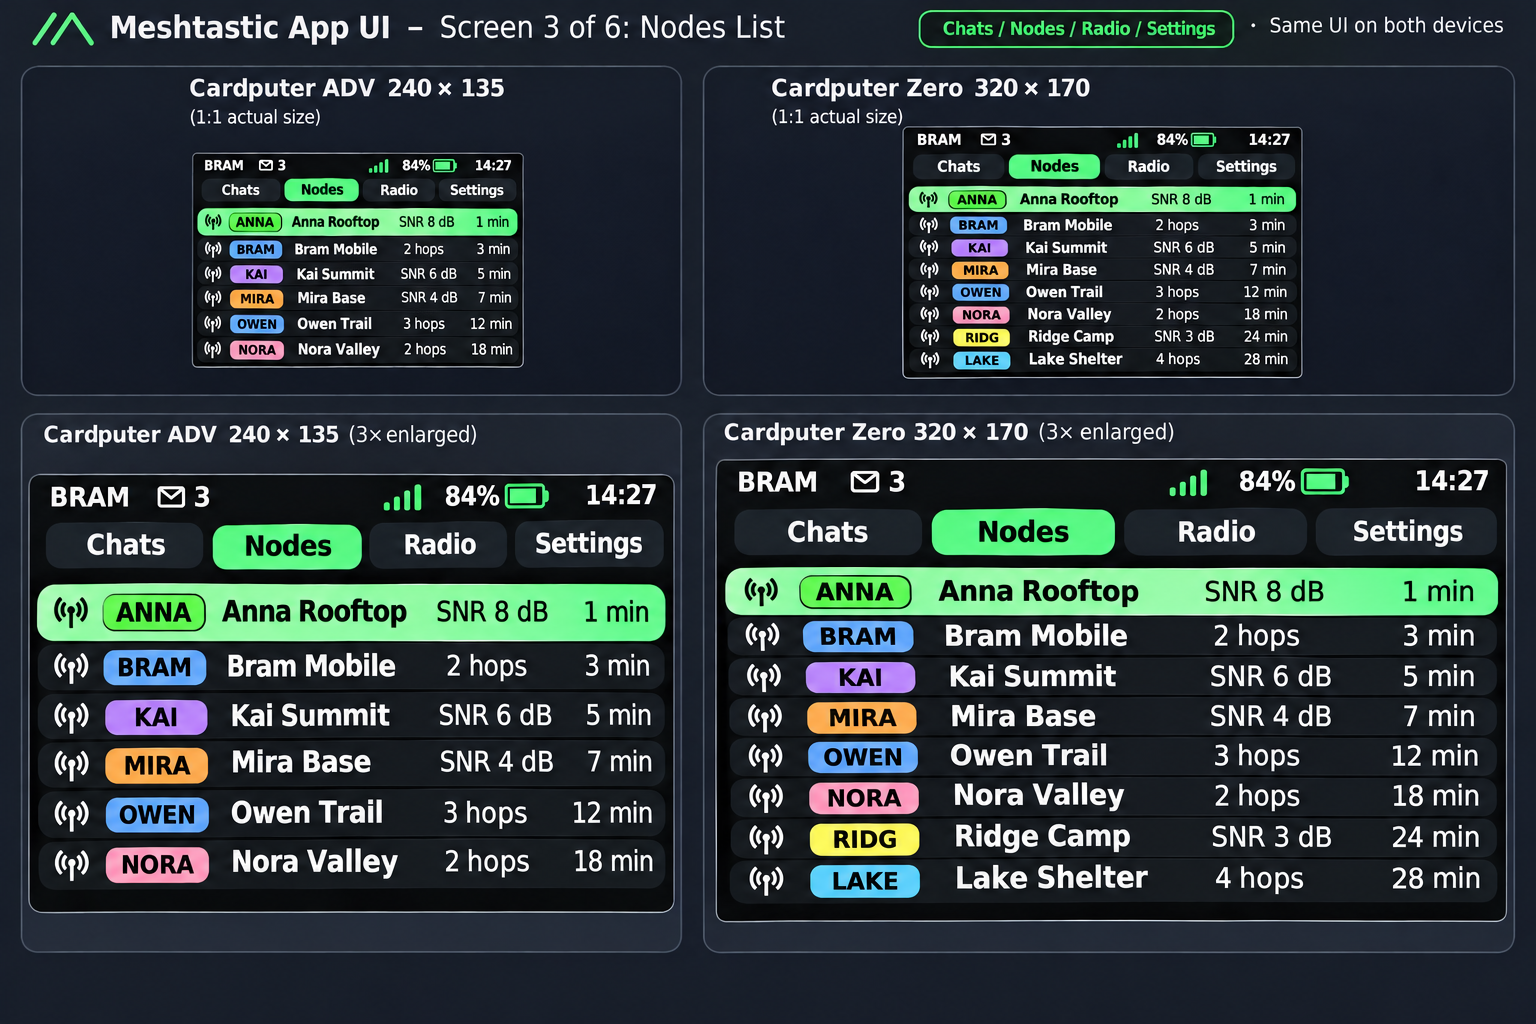 Meshtastic App UI – Screen 3 of 6: Nodes List
Chats / Nodes / Radio / Settings · Same UI on both devices
Cardputer ADV 240 × 135
(1:1 actual size)
BRAM 3 84% 14:27
Chats Nodes Radio Settings
ANNA Anna Rooftop SNR 8 dB 1 min
BRAM Bram Mobile 2 hops 3 min
KAI Kai Summit SNR 6 dB 5 min
MIRA Mira Base SNR 4 dB 7 min
OWEN Owen Trail 3 hops 12 min
NORA Nora Valley 2 hops 18 min
Cardputer Zero 320 × 170
(1:1 actual size)
BRAM 3 84% 14:27
Chats Nodes Radio Settings
ANNA Anna Rooftop SNR 8 dB 1 min
BRAM Bram Mobile 2 hops 3 min
KAI Kai Summit SNR 6 dB 5 min
MIRA Mira Base SNR 4 dB 7 min
OWEN Owen Trail 3 hops 12 min
NORA Nora Valley 2 hops 18 min
RIDG Ridge Camp SNR 3 dB 24 min
LAKE Lake Shelter 4 hops 28 min
Cardputer ADV 240 × 135 (3× enlarged)
BRAM 3 84% 14:27
Chats Nodes Radio Settings
ANNA Anna Rooftop SNR 8 dB 1 min
BRAM Bram Mobile 2 hops 3 min
KAI Kai Summit SNR 6 dB 5 min
MIRA Mira Base SNR 4 dB 7 min
OWEN Owen Trail 3 hops 12 min
NORA Nora Valley 2 hops 18 min
Cardputer Zero 320 × 170 (3× enlarged)
BRAM 3 84% 14:27
Chats Nodes Radio Settings
ANNA Anna Rooftop SNR 8 dB 1 min
BRAM Bram Mobile 2 hops 3 min
KAI Kai Summit SNR 6 dB 5 min
MIRA Mira Base SNR 4 dB 7 min
OWEN Owen Trail 3 hops 12 min
NORA Nora Valley 2 hops 18 min
RIDG Ridge Camp SNR 3 dB 24 min
LAKE Lake Shelter 4 hops 28 min